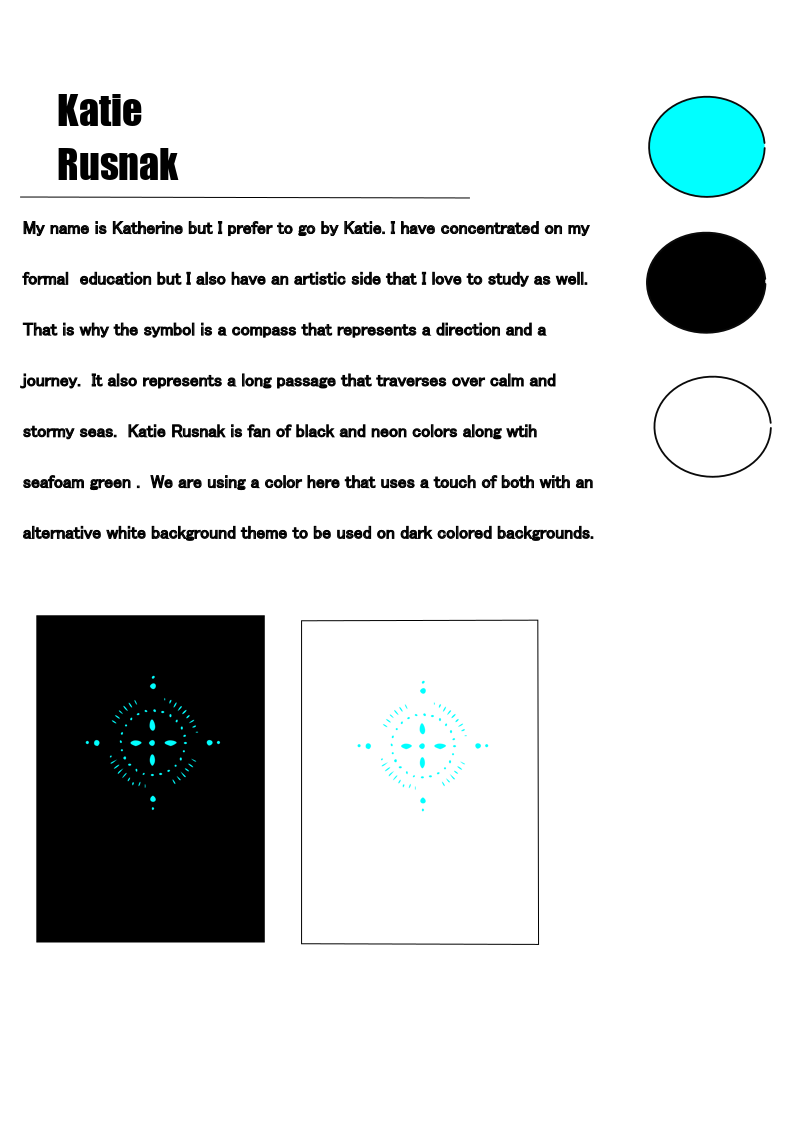 Katie
Rusnak
My name is Katherine but I prefer to go by Katie. I have concentrated on my
formal  education but I also have an artistic side that I love to study as well.
That is why the symbol is a compass that represents a direction and a
journey.  It also represents a long passage that traverses over calm and
stormy seas.  Katie Rusnak is fan of black and neon colors along wtih
seafoam green .  We are using a color here that uses a touch of both with an
alternative white background theme to be used on dark colored backgrounds.